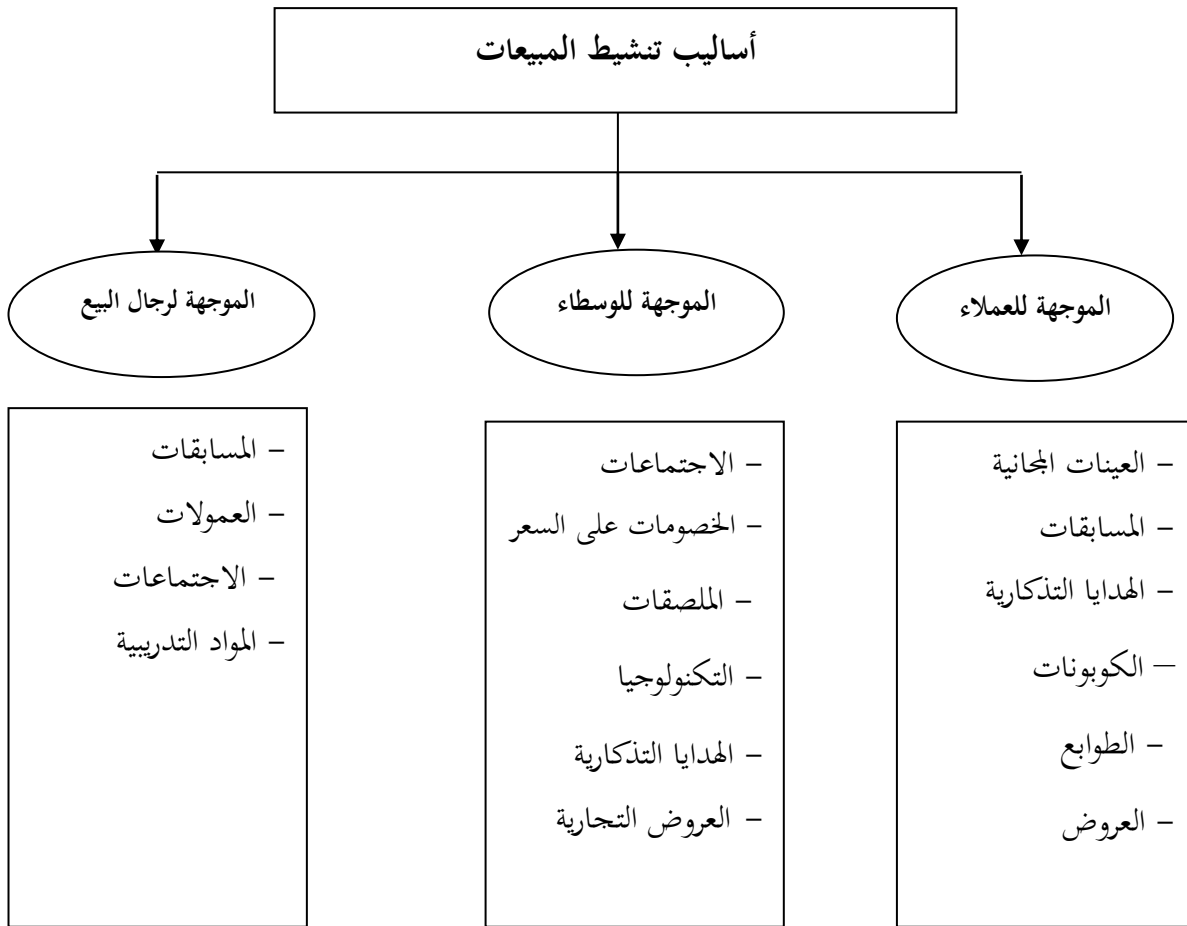 أساليب تنشيط المبيعات
الموجهة للعملاء
الموجهة للوسطاء
الموجهة لرجال البيع
– العينات المجانية
– المسابقات
– الهدايا التذكارية
– الكوبونات
– الطوابع
– العروض
– الاجتماعات
– الخصومات على السعر
– الملصقات
– التكنولوجيا
– الهدايا التذكارية
– العروض التجارية
– المسابقات
– العمولات
– الاجتماعات
– المواد التدريبية